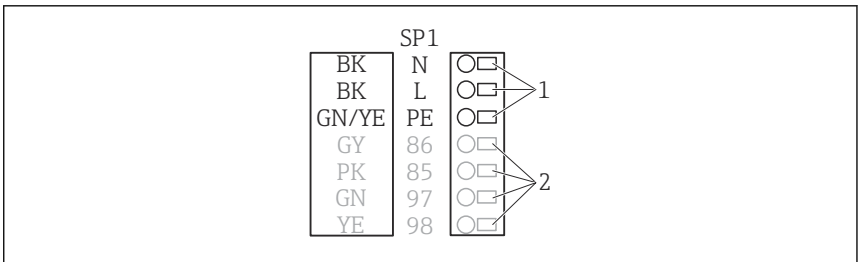 SP1
BK N
BK L 1
GN/YE PE
GY 86
PK 85
GN 97 2
YE 98